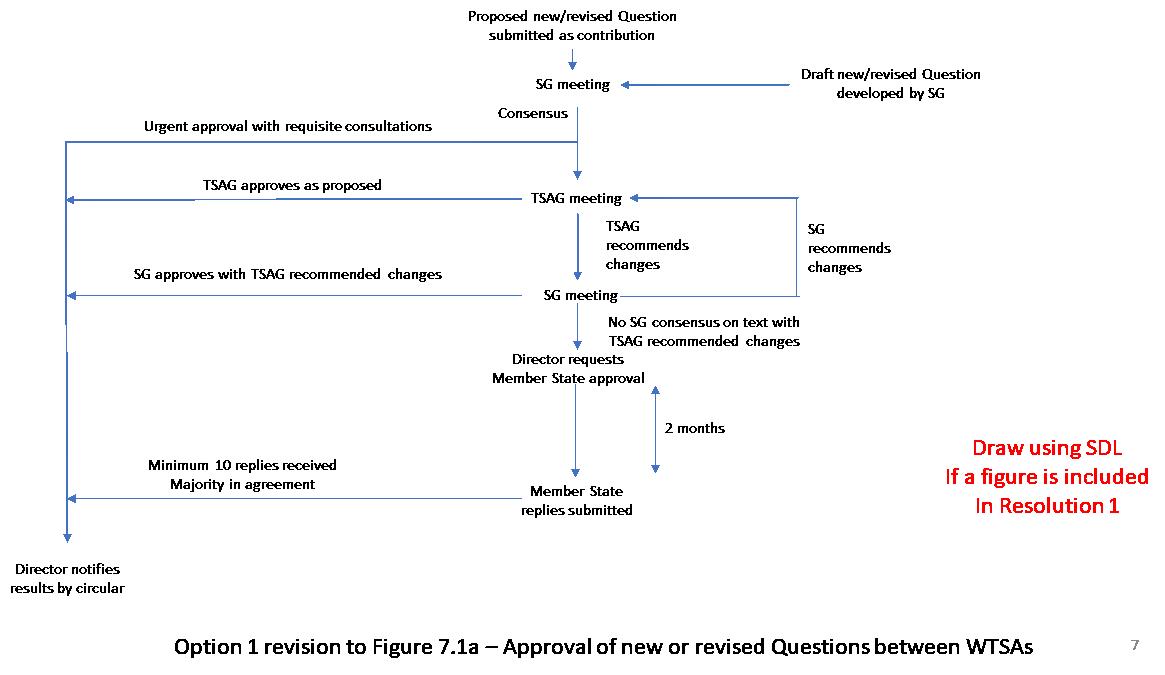 Proposed new/revised Question
submitted as contribution
SG meeting
Draft new/revised Question
developed by SG
Consensus
Urgent approval with requisite consultations
TSAG approves as proposed
TSAG meeting
TSAG
recommends
changes
SG
recommends
changes
SG approves with TSAG recommended changes
SG meeting
No SG consensus on text with
TSAG recommended changes
Director requests
Member State approval
2 months
Draw using SDL
If a figure is included
In Resolution 1
Minimum 10 replies received
Majority in agreement
Member State
replies submitted
Director notifies
results by circular
Option 1 revision to Figure 7.1a – Approval of new or revised Questions between WTSAs
7